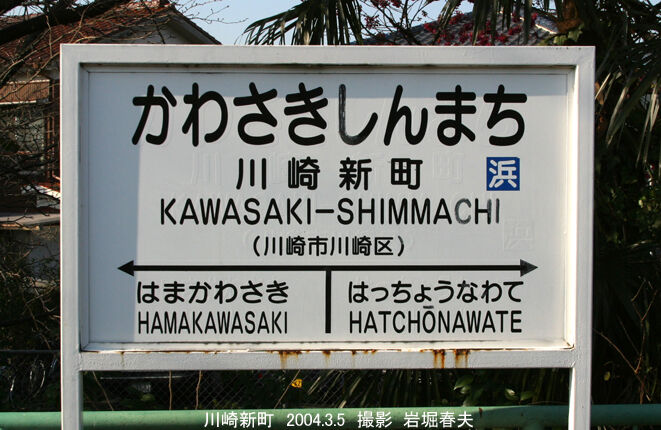 かわさきしんまち
川崎新町 浜
KAWASAKI-SHIMMACHI
(川崎市川崎区)
はまかわさき はっちょうなわて
HAMAKAWASAKI HATCHŌNAWATE
川崎新町 2004.3.5 撮影 岩堀春夫